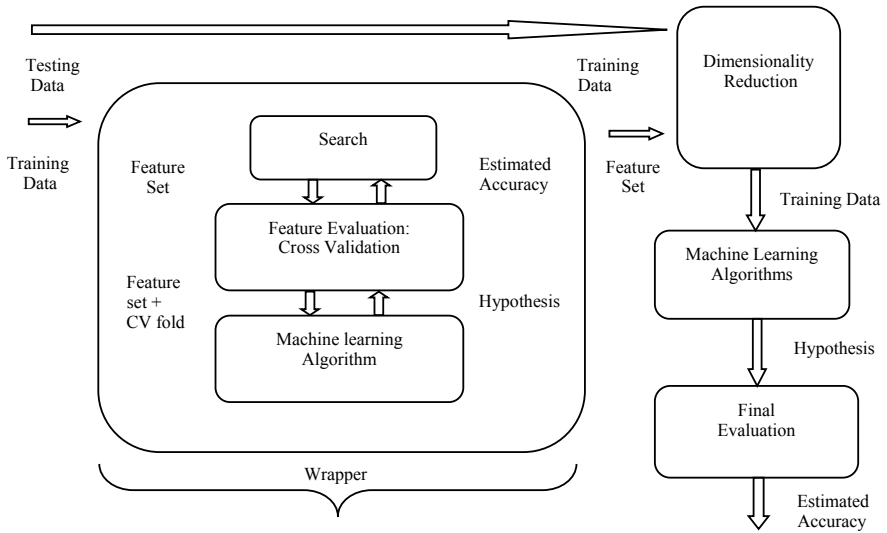 Testing
Data
Training
Data
Feature
Set
Search
Estimated
Accuracy
Feature Evaluation:
Cross Validation
Feature
set +
CV fold
Hypothesis
Machine learning
Algorithm
Wrapper
Training
Data
Feature
Set
Dimensionality
Reduction
Training Data
Machine Learning
Algorithms
Hypothesis
Final
Evaluation
Estimated
Accuracy